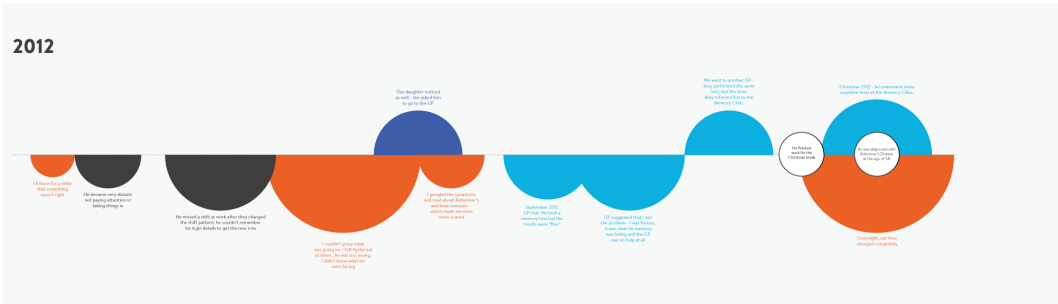 2012
I'd know for a while
that something
wasn't right
He became very distant,
not paying attention or
taking things in
He missed a shift at work after they changed
the shift pattern; he couldn't remember
the login details to get the new rota
I couldn't grasp what
was going on. I felt hysterical
at times...he was too young,
I didn't know what we
were facing
Our daughter noticed
as well - she asked him
to go to the GP
I googled the symptoms
and read about Alzheimer's
and brain tumours -
which made me even
more scared
September 2012
GP visit. He took a
memory test but the
results were "fine"
GP suggested that I was
the problem - I was furious,
it was clear his memory
was failing and the GP
was no help at all
We went to another GP -
they performed the same
test, but this time
they referred him to the
Memory Clinic
He finished
work for the
Christmas break
Christmas 2012 - he underwent some
cognitive tests at the Memory Clinic
He was diagnosed with
Alzheimer's Disease
at the age of 58
Overnight, our lives
changed completely